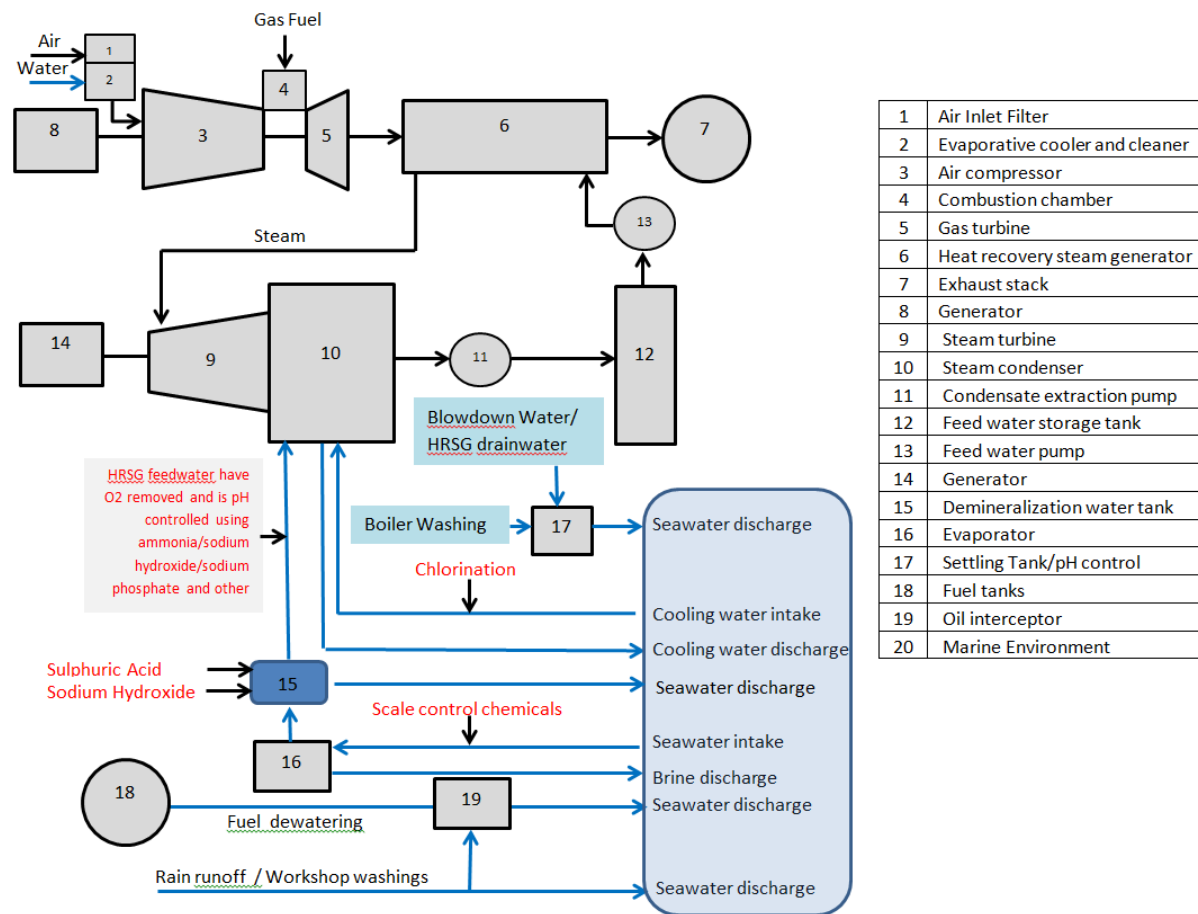 Gas Fuel
Air
Water
1
2
3
4
5
6
7
8
Steam
9
10
11
12
13
14
Blowdown Water/
HRSG drainwater
HRSG feedwater have
O2 removed and is pH
controlled using
ammonia/sodium
hydroxide/sodium
phosphate and other
Boiler Washing
17
Seawater discharge
Chlorination
Cooling water intake
Cooling water discharge
Sulphuric Acid
Sodium Hydroxide
15
Seawater discharge
Scale control chemicals
Seawater intake
16
Brine discharge
18
19
Seawater discharge
Fuel dewatering
Rain runoff / Workshop washings
Seawater discharge
1 Air Inlet Filter
2 Evaporative cooler and cleaner
3 Air compressor
4 Combustion chamber
5 Gas turbine
6 Heat recovery steam generator
7 Exhaust stack
8 Generator
9 Steam turbine
10 Steam condenser
11 Condensate extraction pump
12 Feed water storage tank
13 Feed water pump
14 Generator
15 Demineralization water tank
16 Evaporator
17 Settling Tank/pH control
18 Fuel tanks
19 Oil interceptor
20 Marine Environment